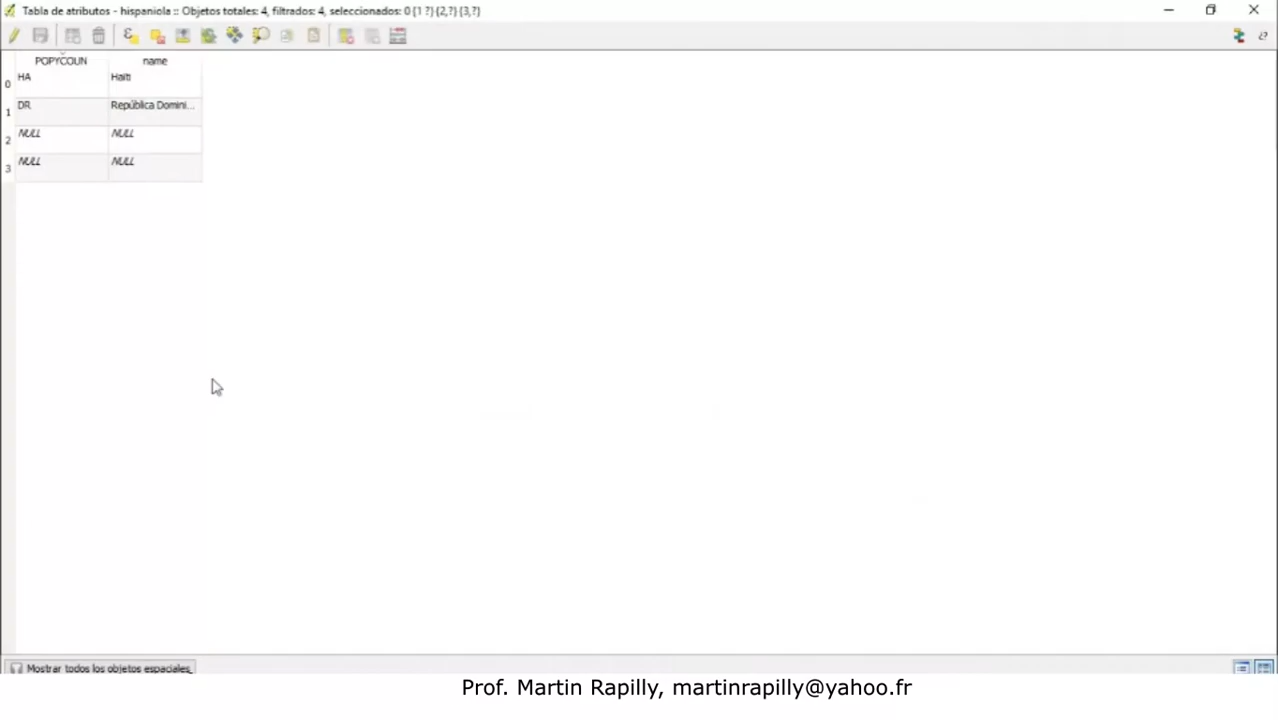 Tabla de atributos - hispaniola :: Objetos totales: 4, filtrados: 4, seleccionados: 0 {1 ?} {2,?} {3,?}
POPYCOUN name
0 HA Haiti
1 DR República Domini...
2 NULL NULL
3 NULL NULL
Mostrar todos los objetos espaciales
Prof. Martin Rapilly, martinrapilly@yahoo.fr